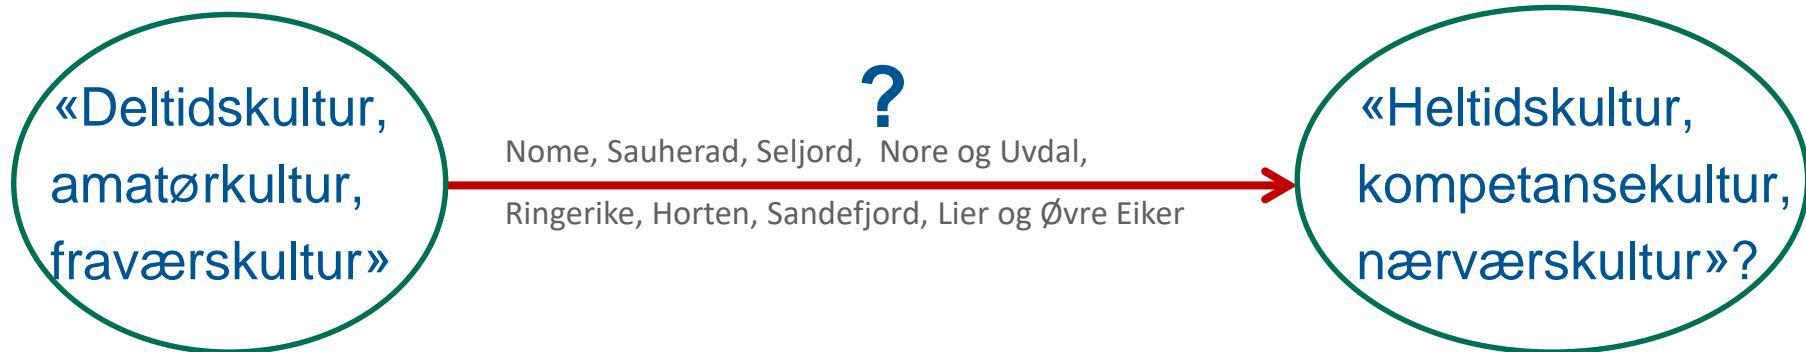 «Deltidskultur,
amatørkultur,
fraværskultur»
?
Nome, Sauherad, Seljord,  Nore og Uvdal,
Ringerike, Horten, Sandefjord, Lier og Øvre Eiker
«Heltidskultur,
kompetansekultur,
nærværskultur»?